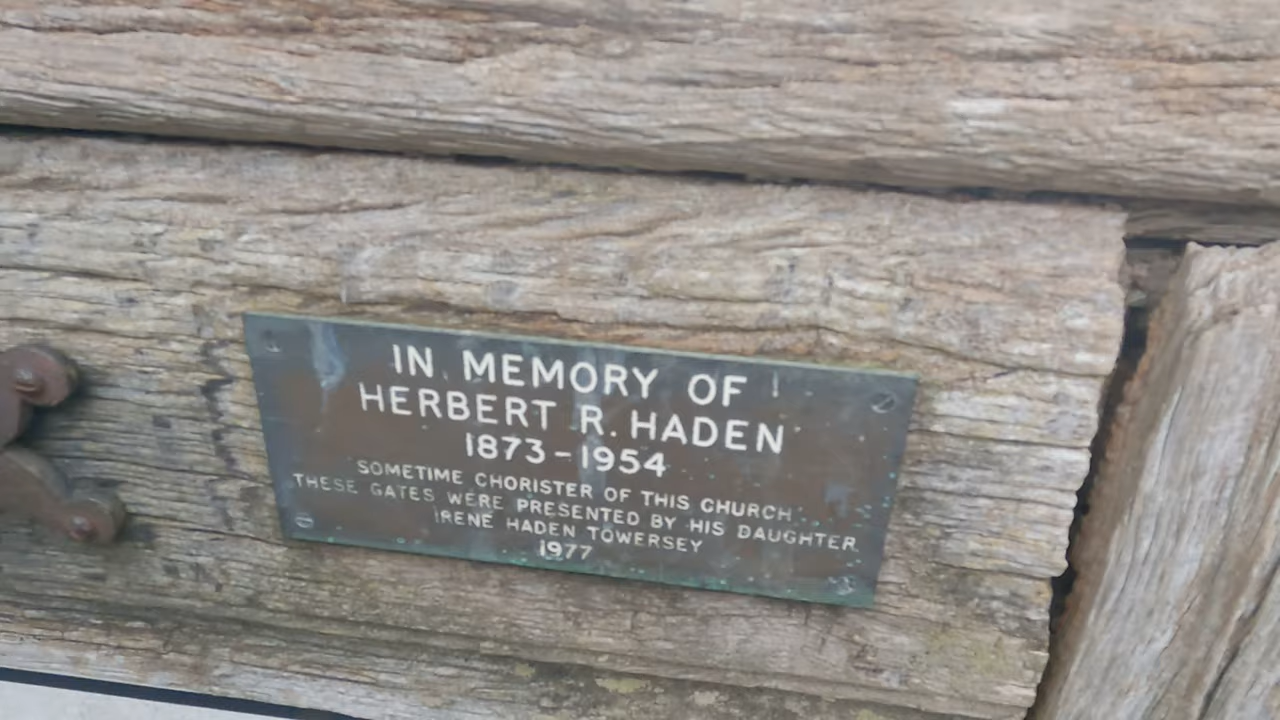 IN MEMORY OF
HERBERT R. HADEN
1873-1954
SOMETIME CHORISTER OF THIS CHURCH.
THESE GATES WERE PRESENTED BY HIS DAUGHTER
IRENE HADEN TOWERSEY
1977